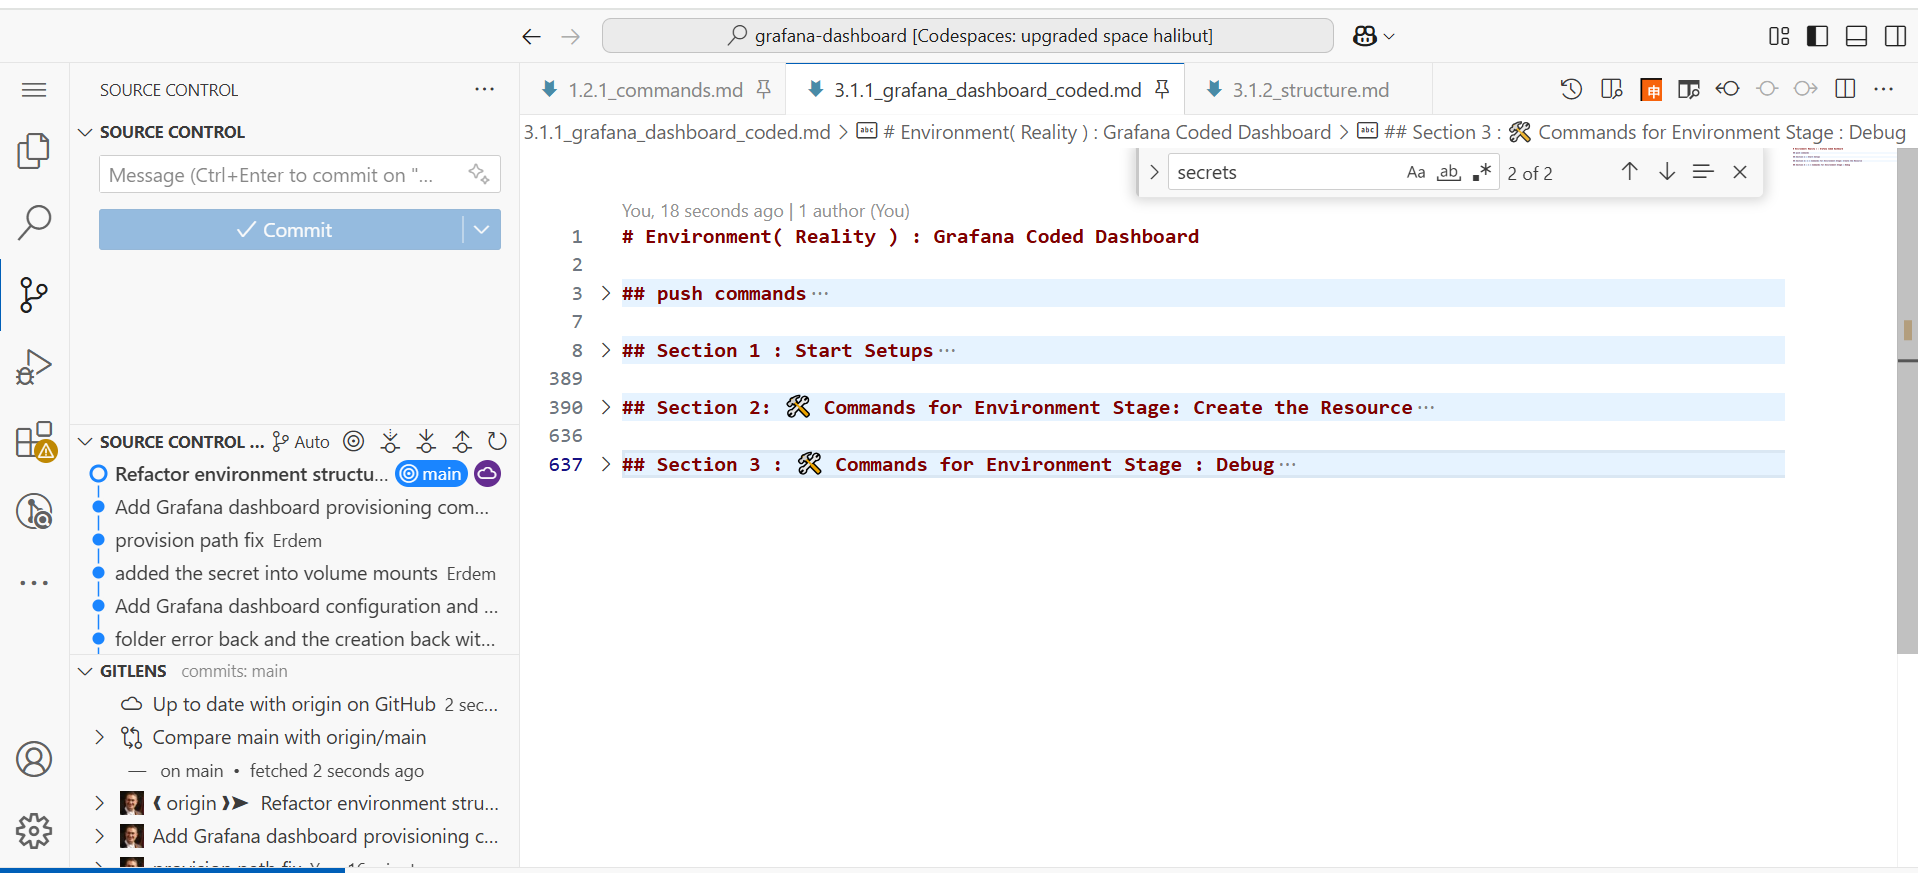 grafana-dashboard [Codespaces: upgraded space halibut]
SOURCE CONTROL
SOURCE CONTROL
Message (Ctrl+Enter to commit on "...
Commit
SOURCE CONTROL ... Auto
Refactor environment structu... main
Add Grafana dashboard provisioning com...
provision path fix Erdem
added the secret into volume mounts Erdem
Add Grafana dashboard configuration and ...
folder error back and the creation back wit...
GITLENS commits: main
Up to date with origin on GitHub 2 sec...
Compare main with origin/main
— on main • fetched 2 seconds ago
❰ origin ❱➤ Refactor environment stru...
Add Grafana dashboard provisioning c...
1.2.1_commands.md
3.1.1_grafana_dashboard_coded.md
3.1.2_structure.md
申
3.1.1_grafana_dashboard_coded.md > abc # Environment( Reality ) : Grafana Coded Dashboard > abc ## Section 3 : 🛠 Commands for Environment Stage : Debug
secrets Aa ab .* 2 of 2
You, 18 seconds ago | 1 author (You)
1 # Environment( Reality ) : Grafana Coded Dashboard
2
3 ## push commands···
7
8 ## Section 1 : Start Setups···
389
390 ## Section 2: 🛠 Commands for Environment Stage: Create the Resource···
636
637 ## Section 3 : 🛠 Commands for Environment Stage : Debug···